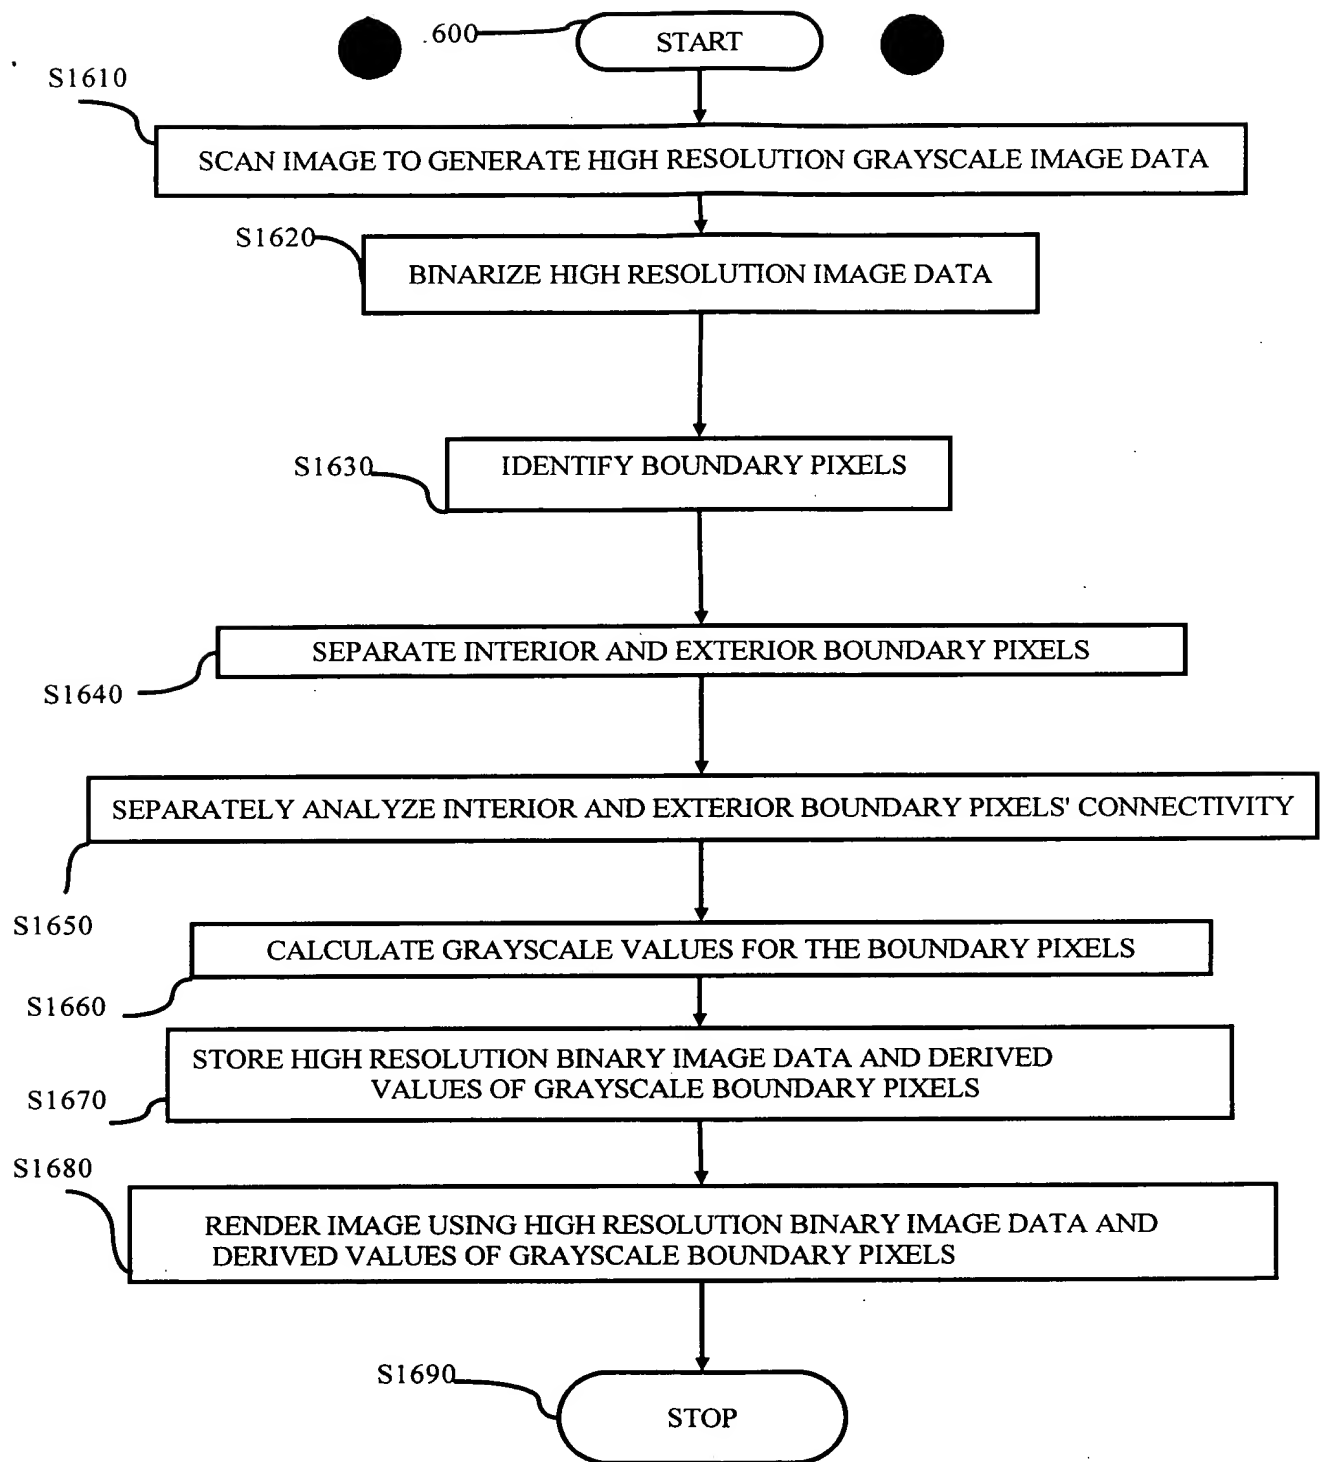 .600
START
S1610
SCAN IMAGE TO GENERATE HIGH RESOLUTION GRAYSCALE IMAGE DATA
S1620
BINARIZE HIGH RESOLUTION IMAGE DATA
S1630
IDENTIFY BOUNDARY PIXELS
SEPARATE INTERIOR AND EXTERIOR BOUNDARY PIXELS
S1640
SEPARATELY ANALYZE INTERIOR AND EXTERIOR BOUNDARY PIXELS' CONNECTIVITY
S1650
CALCULATE GRAYSCALE VALUES FOR THE BOUNDARY PIXELS
S1660
STORE HIGH RESOLUTION BINARY IMAGE DATA AND DERIVED
VALUES OF GRAYSCALE BOUNDARY PIXELS
S1670
S1680
RENDER IMAGE USING HIGH RESOLUTION BINARY IMAGE DATA AND
DERIVED VALUES OF GRAYSCALE BOUNDARY PIXELS
S1690
STOP